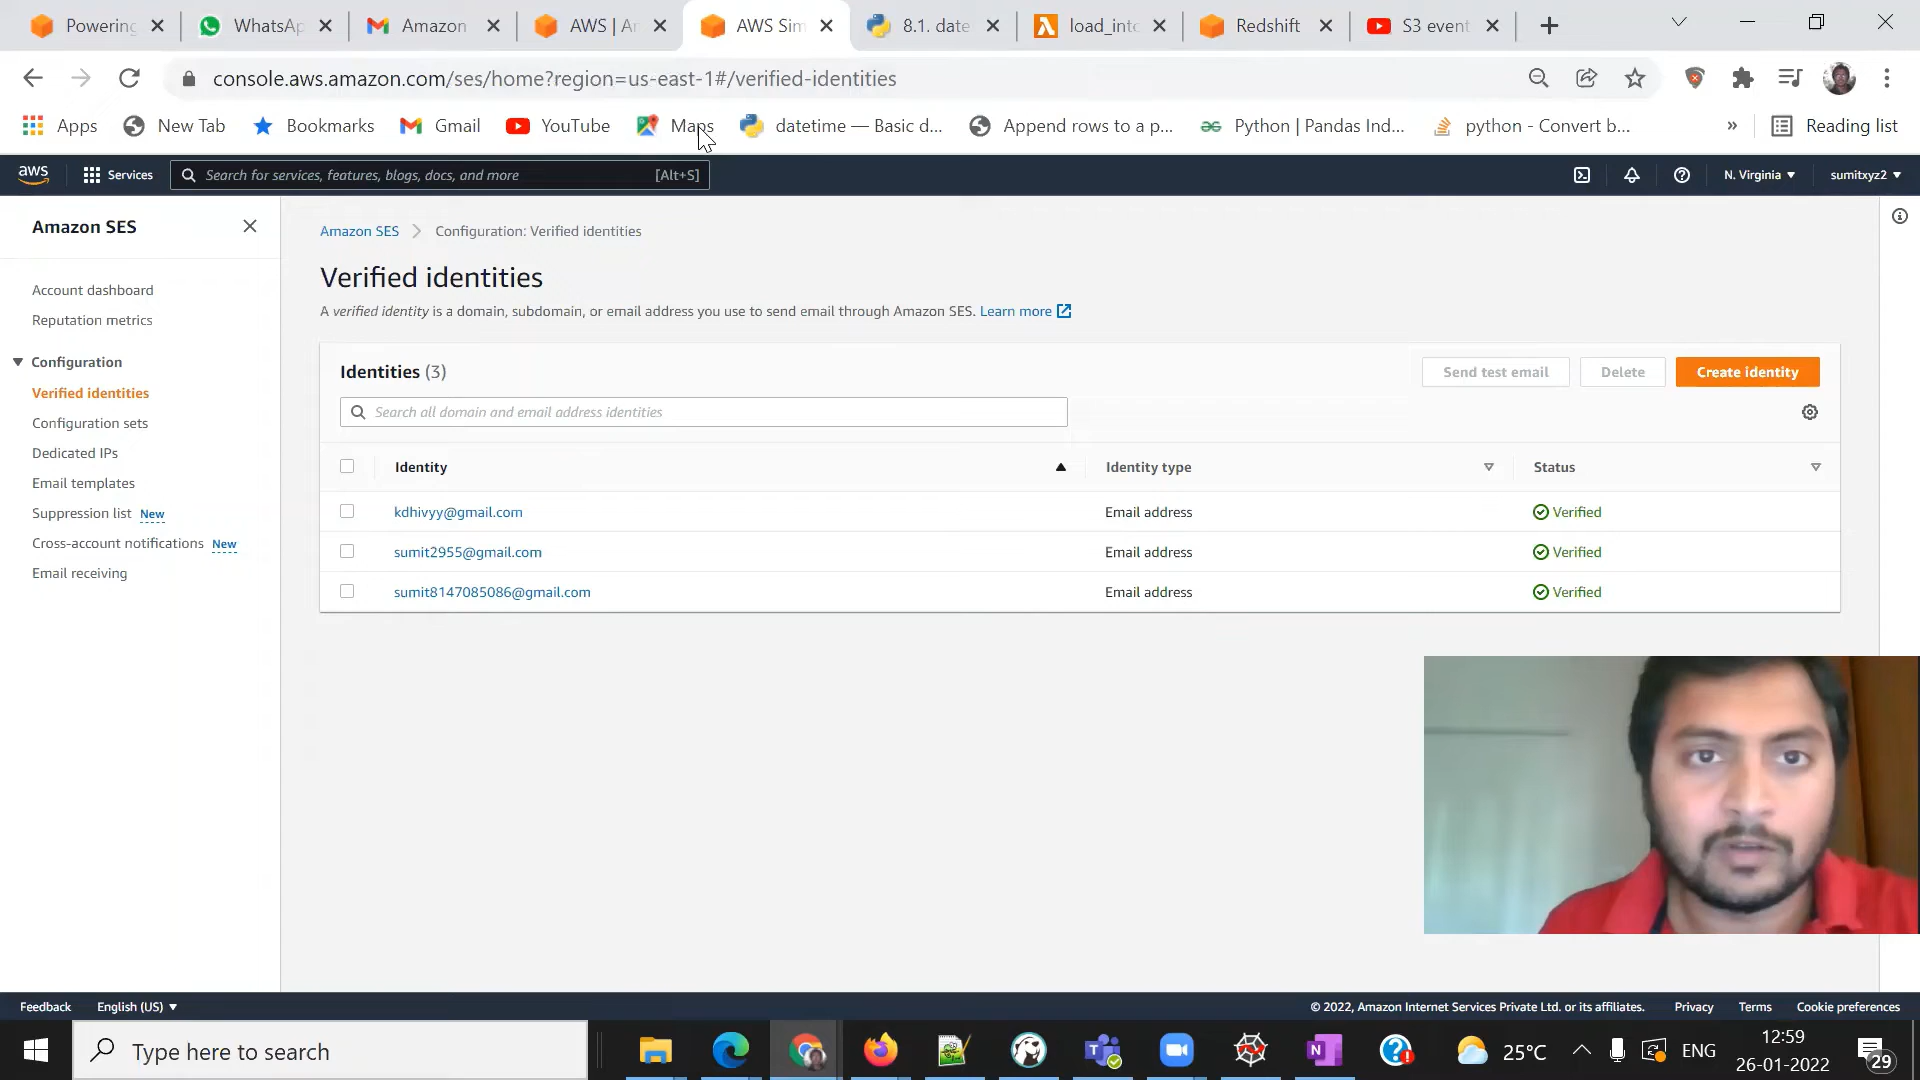 Powering
WhatsAp
Amazon
AWS | An
AWS Sim
8.1. date
load_into
Redshift
S3 event
console.aws.amazon.com/ses/home?region=us-east-1#/verified-identities
Apps
New Tab
Bookmarks
Gmail
YouTube
Maps
datetime — Basic d...
Append rows to a p...
Python | Pandas Ind...
python - Convert b...
»
Reading list
aws
Services
Search for services, features, blogs, docs, and more
[Alt+S]
N. Virginia
sumitxyz2
Amazon SES
Account dashboard
Reputation metrics
Configuration
Verified identities
Configuration sets
Dedicated IPs
Email templates
Suppression list New
Cross-account notifications New
Email receiving
Amazon SES
Configuration: Verified identities
Verified identities
A verified identity is a domain, subdomain, or email address you use to send email through Amazon SES. Learn more
Identities (3)
Send test email
Delete
Create identity
Search all domain and email address identities
Identity
Identity type
Status
kdhivyy@gmail.com
Email address
Verified
sumit2955@gmail.com
Email address
Verified
sumit8147085086@gmail.com
Email address
Verified
Feedback
English (US)
© 2022, Amazon Internet Services Private Ltd. or its affiliates.
Privacy
Terms
Cookie preferences
Type here to search
25°C
ENG
12:59
26-01-2022
29